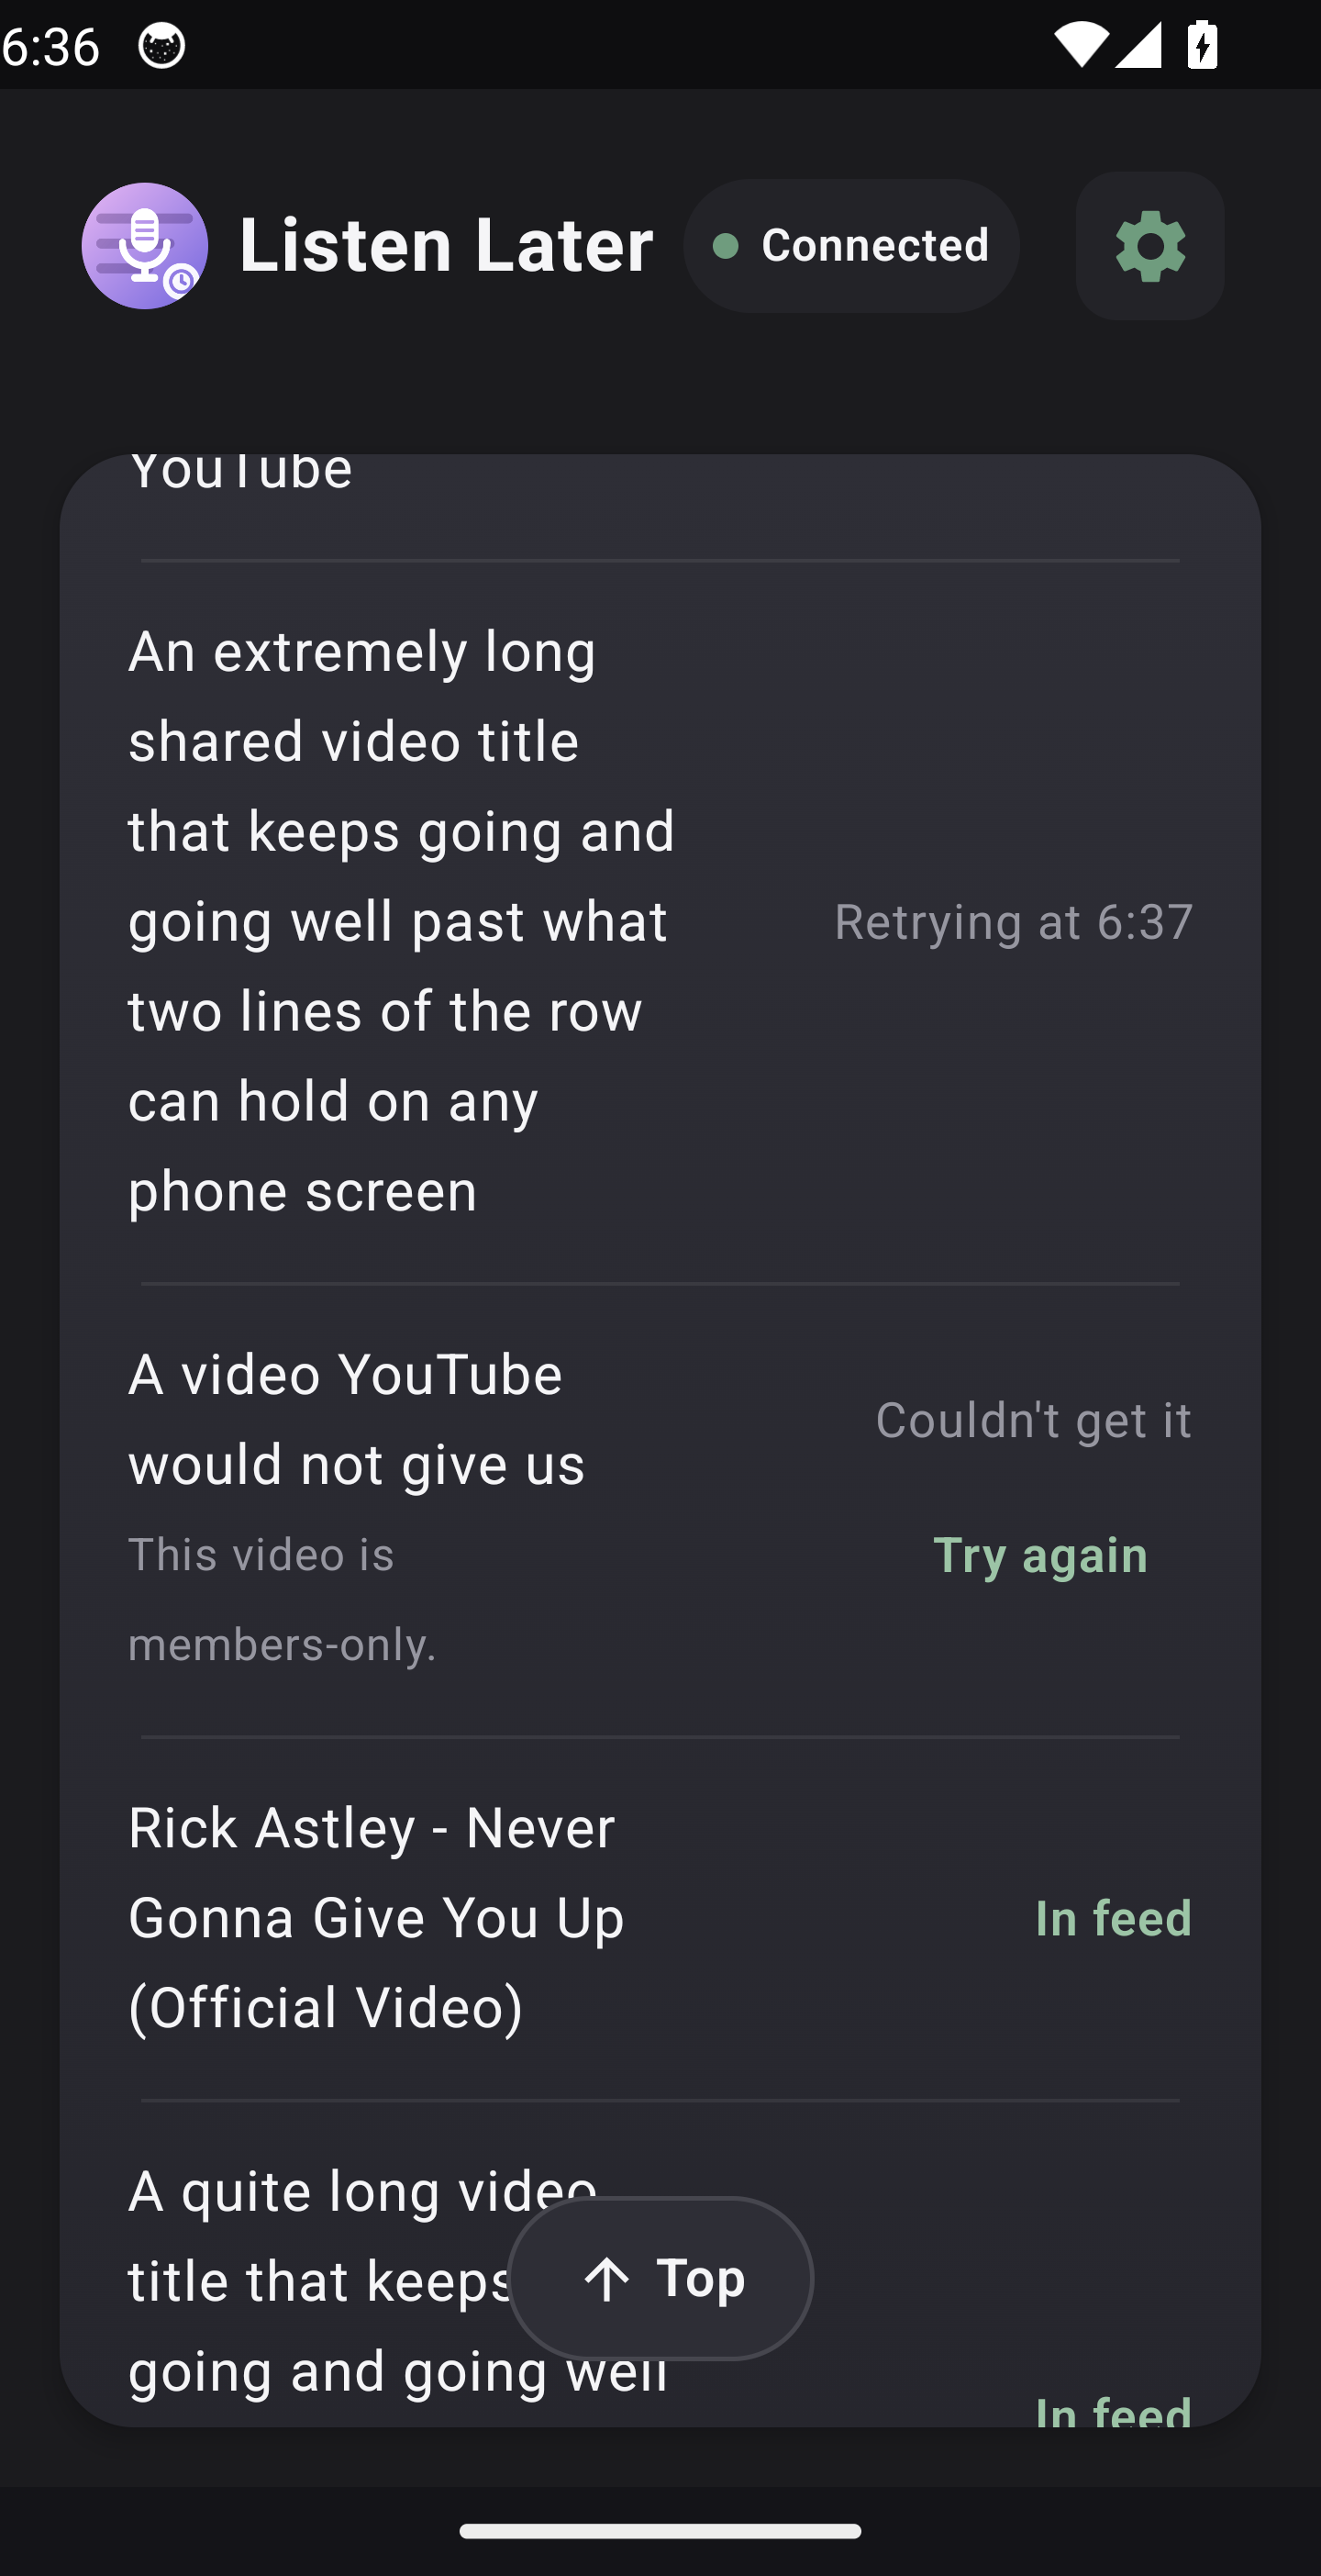 6:36
Listen Later
Connected
YouTube
An extremely long
shared video title
that keeps going and
going well past what
two lines of the row
can hold on any
phone screen
Retrying at 6:37
A video YouTube
would not give us
Couldn't get it
This video is
members-only.
Try again
Rick Astley - Never
Gonna Give You Up
(Official Video)
In feed
A quite long video
title that keeps
going and going well
In feed
Top